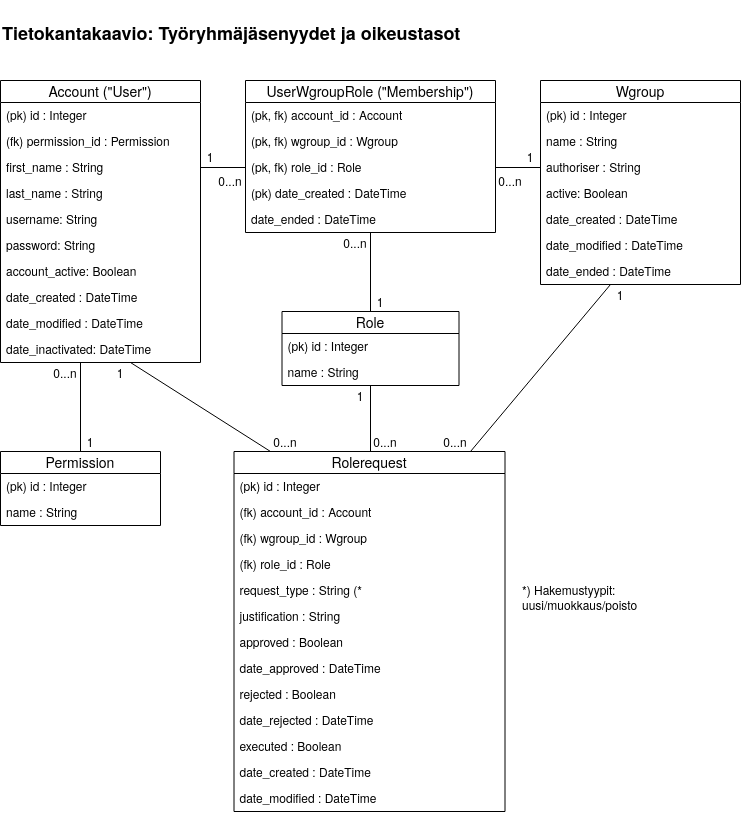 Tietokantakaavio: Työryhmäjäsenyydet ja oikeustasot
Account ("User")
(pk) id : Integer
(fk) permission_id : Permission
first_name : String
last_name : String
username: String
password: String
account_active: Boolean
date_created : DateTime
date_modified : DateTime
date_inactivated: DateTime
1
0...n
UserWgroupRole ("Membership")
(pk, fk) account_id : Account
(pk, fk) wgroup_id : Wgroup
(pk, fk) role_id : Role
(pk) date_created : DateTime
date_ended : DateTime
1
0...n
Wgroup
(pk) id : Integer
name : String
authoriser : String
active: Boolean
date_created : DateTime
date_modified : DateTime
date_ended : DateTime
0...n
1
Role
(pk) id : Integer
name : String
1
0...n
1
1
0...n
1
0...n
0...n
Permission
(pk) id : Integer
name : String
Rolerequest
(pk) id : Integer
(fk) account_id : Account
(fk) wgroup_id : Wgroup
(fk) role_id : Role
request_type : String (*
justification : String
approved : Boolean
date_approved : DateTime
rejected : Boolean
date_rejected : DateTime
executed : Boolean
date_created : DateTime
date_modified : DateTime
*) Hakemustyypit:
uusi/muokkaus/poisto